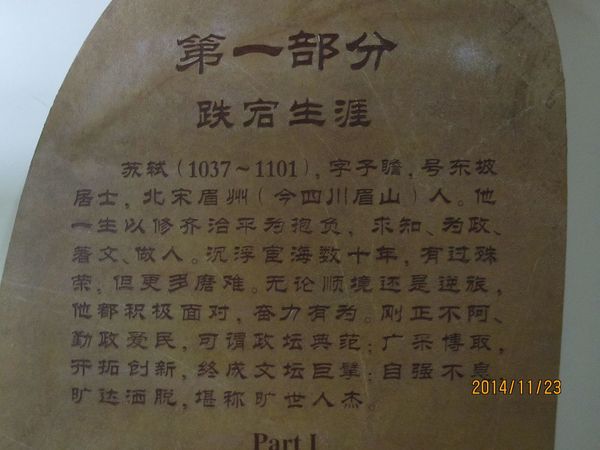 第一部分
跌宕生涯
苏轼（1037～1101），字子瞻，号东坡
居士，北宋眉州（今四川眉山）人。他
一生以修齐治平为抱负，求知、为政、
著文、做人。沉浮宦海数十年，有过殊
荣，但更多磨难。无论顺境还是逆旅，
他都积极面对，奋力有为。刚正不阿、
勤政爱民，可谓政坛典范；广采博取，
开拓创新，终成文坛巨擘；自强不息
旷达洒脱，堪称旷世人杰。
Part I
2014/11/23